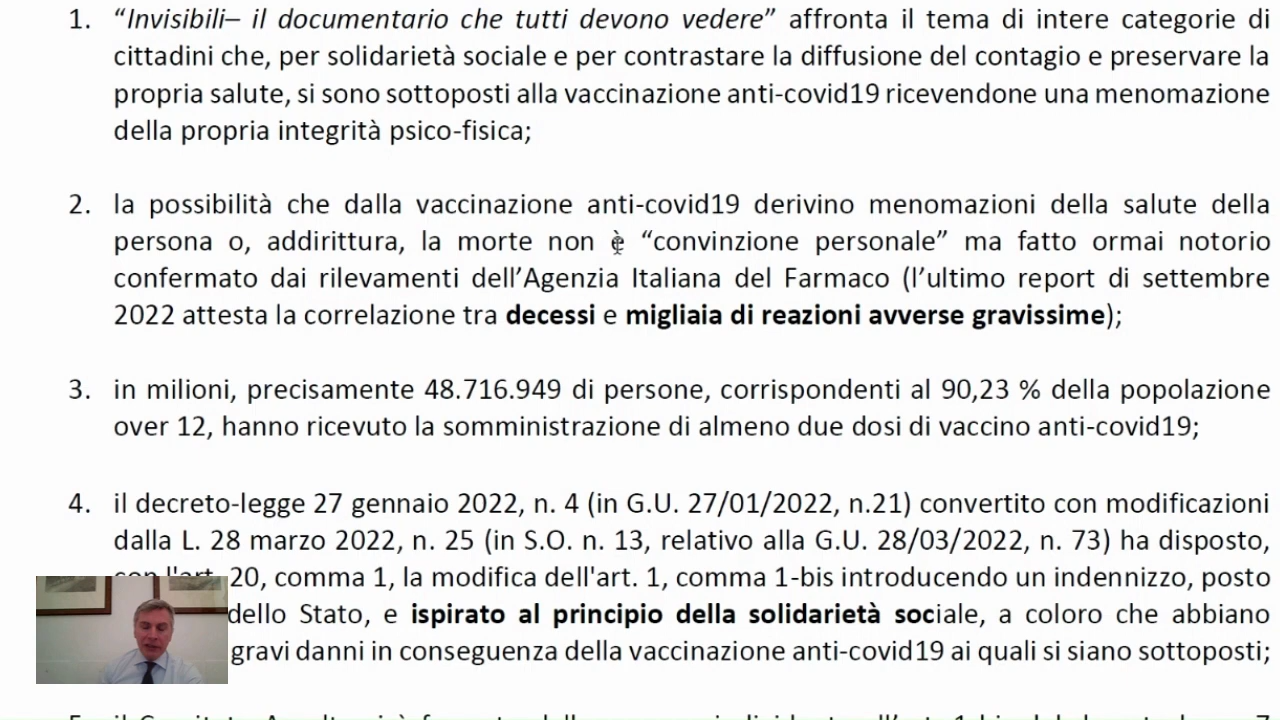 1. “Invisibili– il documentario che tutti devono vedere” affronta il tema di intere categorie di
cittadini che, per solidarietà sociale e per contrastare la diffusione del contagio e preservare la
propria salute, si sono sottoposti alla vaccinazione anti-covid19 ricevendone una menomazione
della propria integrità psico-fisica;
2. la possibilità che dalla vaccinazione anti-covid19 derivino menomazioni della salute della
persona o, addirittura, la morte non è “convinzione personale” ma fatto ormai notorio
confermato dai rilevamenti dell’Agenzia Italiana del Farmaco (l’ultimo report di settembre
2022 attesta la correlazione tra decessi e migliaia di reazioni avverse gravissime);
3. in milioni, precisamente 48.716.949 di persone, corrispondenti al 90,23 % della popolazione
over 12, hanno ricevuto la somministrazione di almeno due dosi di vaccino anti-covid19;
4. il decreto-legge 27 gennaio 2022, n. 4 (in G.U. 27/01/2022, n.21) convertito con modificazioni
dalla L. 28 marzo 2022, n. 25 (in S.O. n. 13, relativo alla G.U. 28/03/2022, n. 73) ha disposto,
con l'art. 20, comma 1, la modifica dell'art. 1, comma 1-bis introducendo un indennizzo, posto
dello Stato, e ispirato al principio della solidarietà sociale, a coloro che abbiano
gravi danni in conseguenza della vaccinazione anti-covid19 ai quali si siano sottoposti;